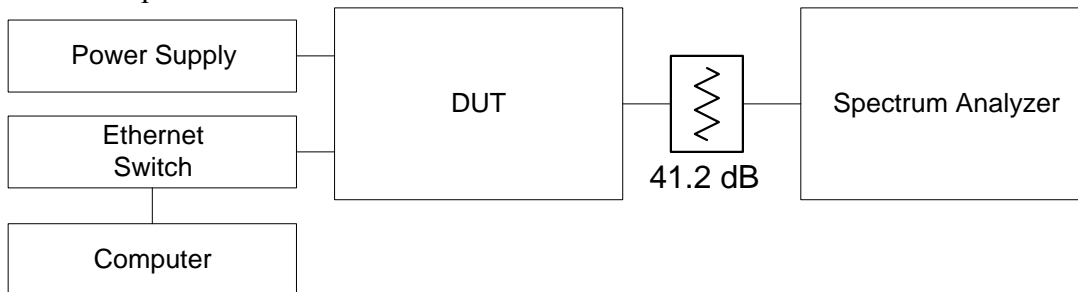 Power Supply
DUT
Spectrum Analyzer
Ethernet
Switch
41.2 dB
Computer